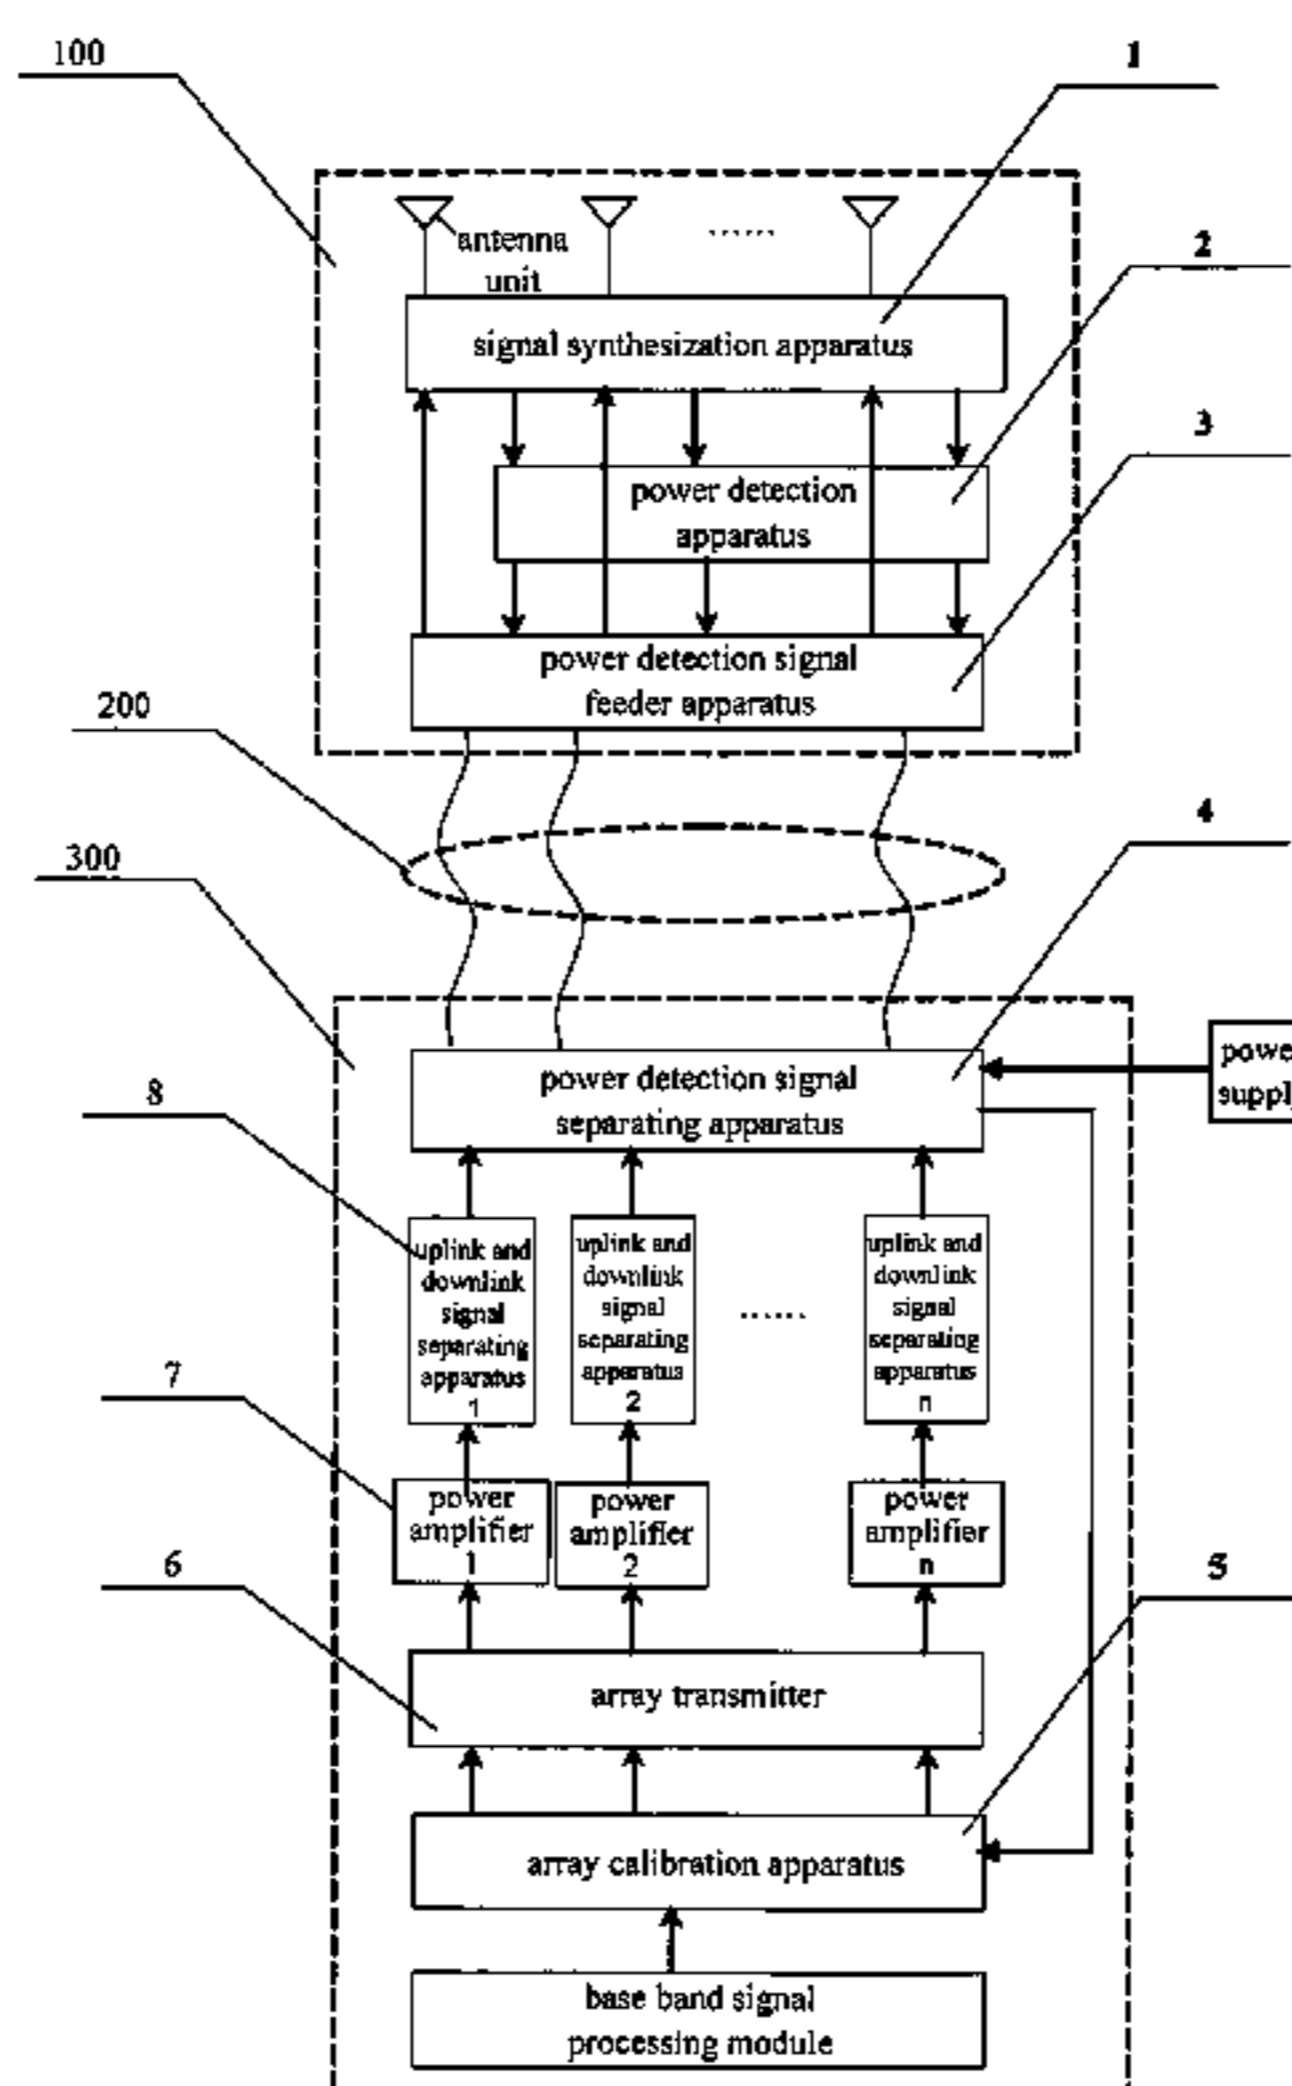 100
1
antenna
unit
......
2
signal synthesization apparatus
3
power detection
apparatus
power detection signal
feeder apparatus
200
4
300
power detection signal
separating apparatus
8
uplink and
downlink
signal
separating
apparatus
1
uplink and
downlink
signal
separating
apparatus
2
......
uplink and
downlink
signal
separating
apparatus
n
7
power
amplifier
1
power
amplifier
2
power
amplifier
n
6
5
array transmitter
array calibration apparatus
base band signal
processing module